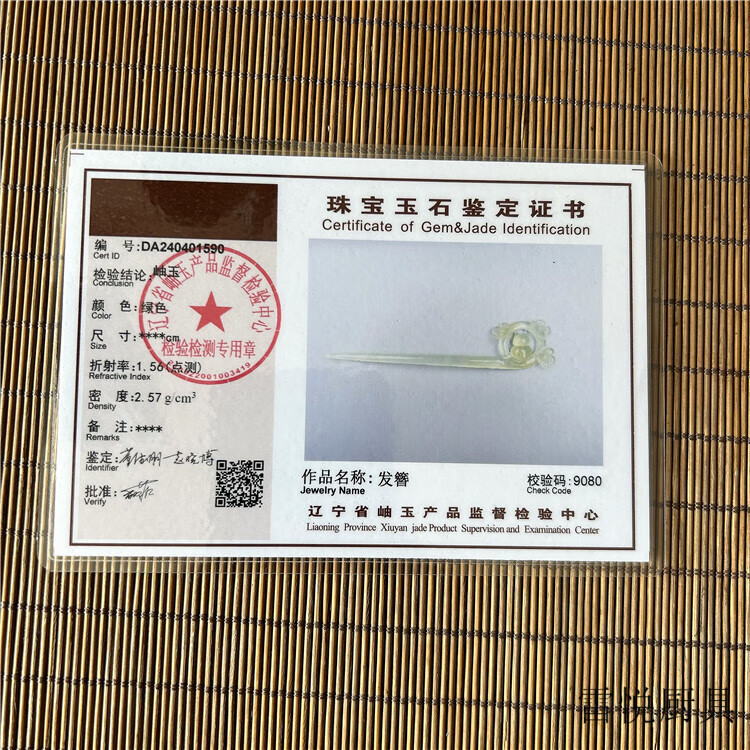 珠宝玉石鉴定证书
Certificate of Gem&Jade Identification
编 号:DA240401590
Cert ID
检验结论:岫玉
Conclusion
颜 色:绿色
Color
尺 寸:****gm
Size
折射率:1.56(点测)
Refractive Index
密 度:2.57g/cm³
Density
备 注:****
Remarks
鉴定:
Identifier
批准:
Verify
辽宁省岫玉产品监督检验中心
检验检测专用章
作品名称:发簪
Jewelry Name
校验码:9080
Check Code
辽宁省岫玉产品监督检验中心
Liaoning Province Xiuyan jade Product Supervision and Examination Center